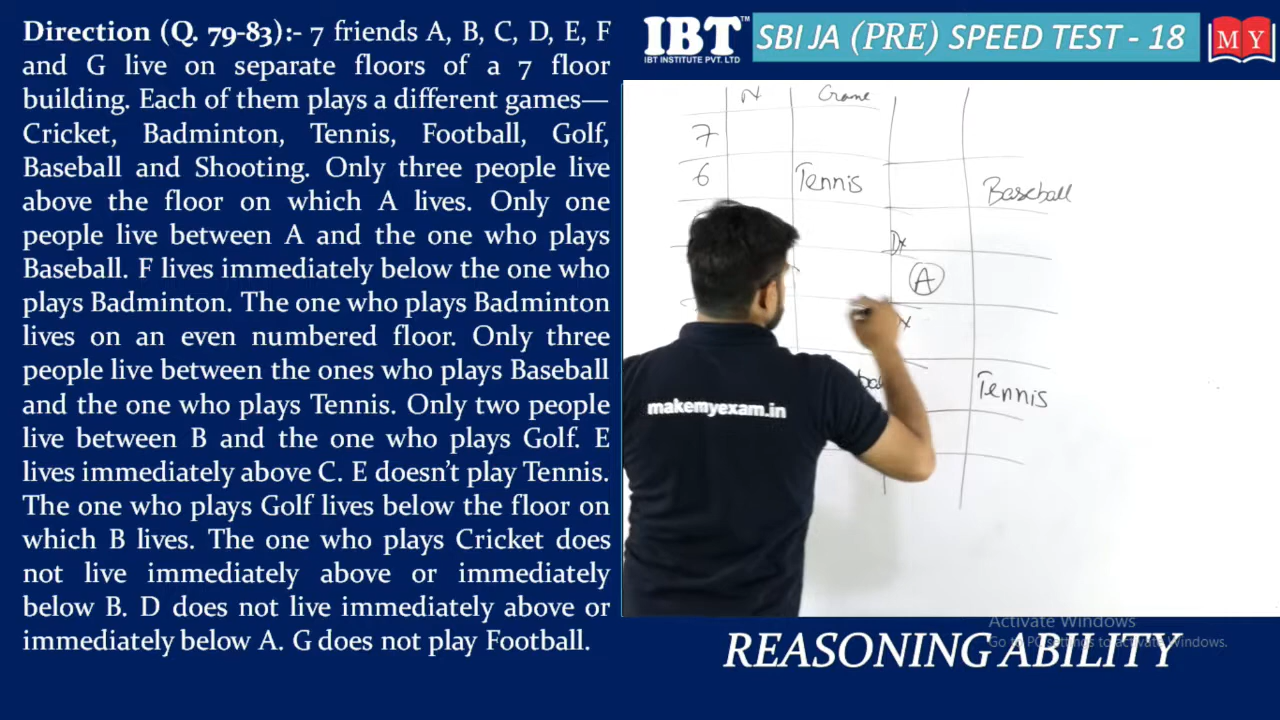 Direction (Q. 79-83):- 7 friends A, B, C, D, E, F
and G live on separate floors of a 7 floor
building. Each of them plays a different games—
Cricket, Badminton, Tennis, Football, Golf,
Baseball and Shooting. Only three people live
above the floor on which A lives. Only one
people live between A and the one who plays
Baseball. F lives immediately below the one who
plays Badminton. The one who plays Badminton
lives on an even numbered floor. Only three
people live between the ones who plays Baseball
and the one who plays Tennis. Only two people
live between B and the one who plays Golf. E
lives immediately above C. E doesn't play Tennis.
The one who plays Golf lives below the floor on
which B lives. The one who plays Cricket does
not live immediately above or immediately
below B. D does not live immediately above or
immediately below A. G does not play Football.
IBT™
IBT INSTITUTE PVT. LTD
SBI JA (PRE) SPEED TEST - 18
MY
N Game
7
6 Tennis
Baseball
A
Tennis
makemyexam.in
Activate Windows
Go to PC settings to activate Windows.
REASONING ABILITY